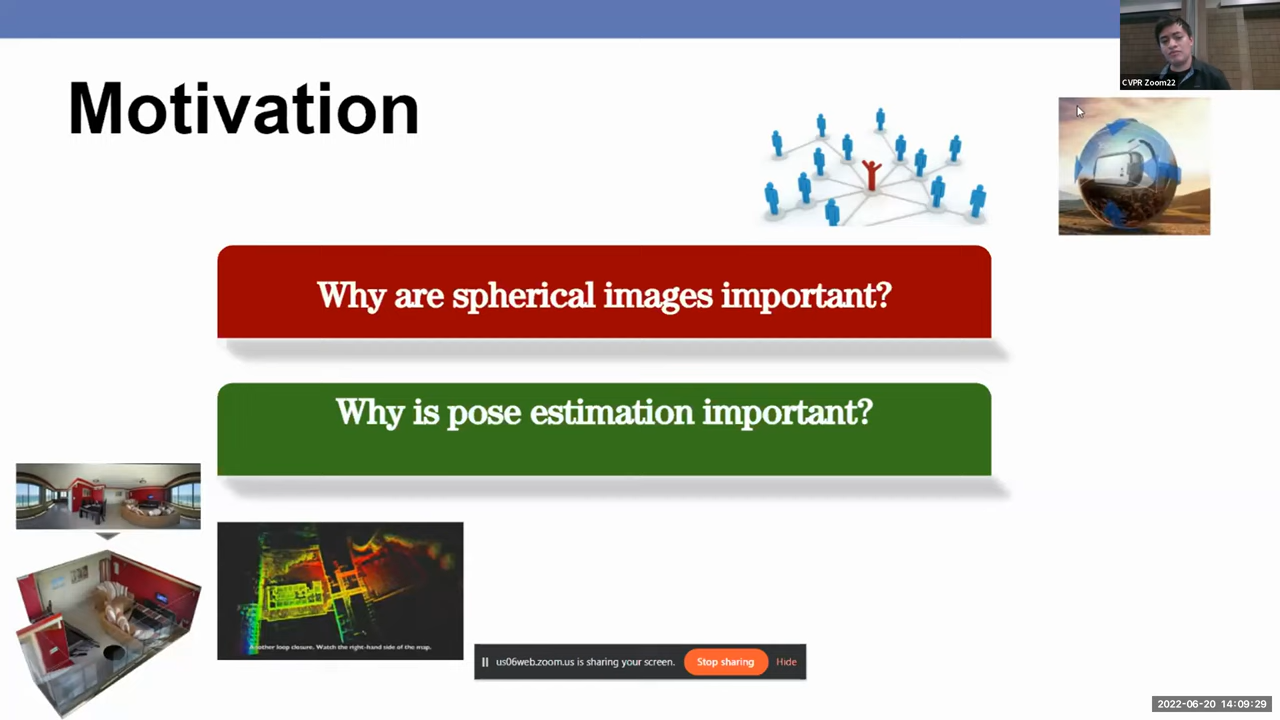 CVPR Zoom22
Motivation
Why are spherical images important?
Why is pose estimation important?
Another loop closure. Watch the right-hand side of the map.
us06web.zoom.us is sharing your screen.
Stop sharing
Hide
2022-06-20 14:09:29